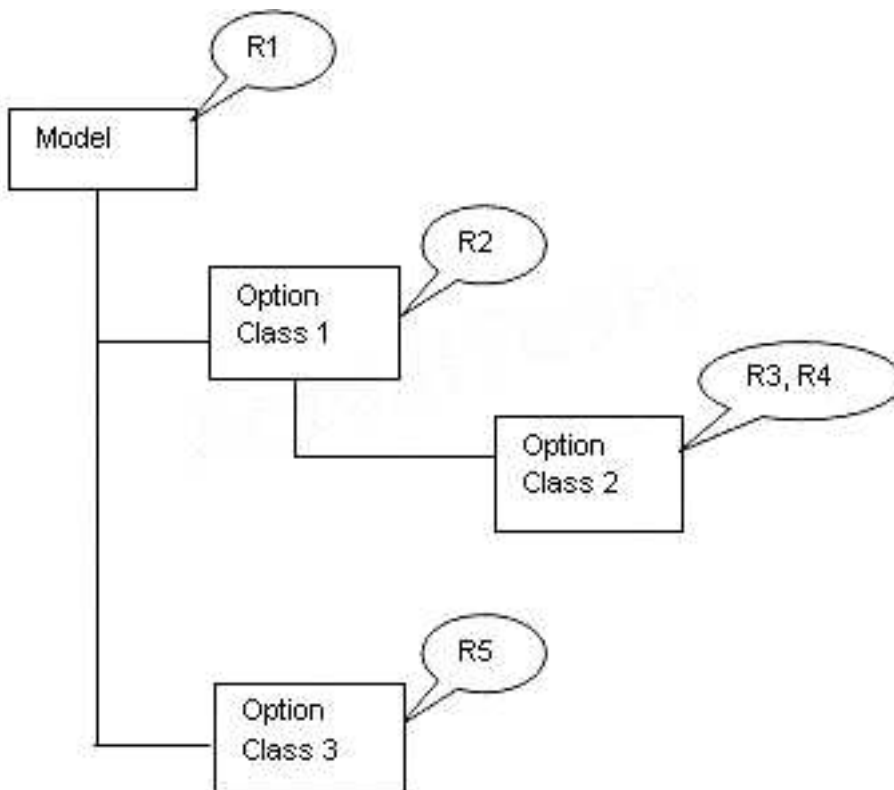 R1
Model
R2
Option
Class 1
R3, R4
Option
Class 2
R5
Option
Class 3